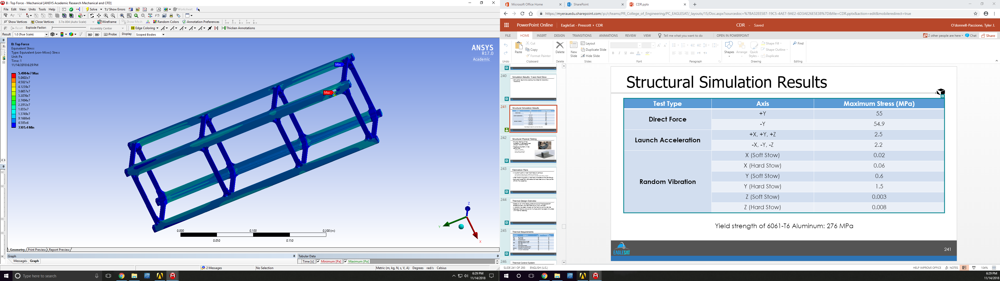 B : Top Force - Mechanical [ANSYS Academic Research Mechanical and CFD]
File Edit View Units Tools Help
Solve ?/Show Errors Worksheet
Show Vertices Close Vertices 3.7e-004 (Auto Scale) Wireframe Show Mesh Random Colors Annotation Preferences
Reset Explode Factor: Assembly Center Edge Coloring Thicken Annotations
Result 1.0 (True Scale) Probe Display Scoped Bodies
B: Top Force
Equivalent Stress
Type: Equivalent (von-Mises) Stress
Unit: Pa
Time: 1
11/14/2018 6:29 PM
5.4984e7 Max
5.0402e7
4.5821e7
4.1239e7
3.6657e7
3.2076e7
2.7494e7
2.2912e7
1.833e7
1.3749e7
9.1668e6
4.585e6
3305.4 Min
ANSYS
R17.0
Academic
Min
Max
Z
Y
X
0.000 0.100 0.200 (m)
0.050 0.150
Geometry Print Preview Report Preview
Graph
Messages Graph
Tabular Data
Time [s] Minimum [Pa] Maximum [Pa]
2 Messages No Selection Metric (m, kg, N, s, V, A) Degrees rad/s Celsius
Type here to search
6:29 PM
11/14/2018
Microsoft Office Home SharePoint CDR.pptx
https://myerauedu.sharepoint.com/:p:/r/teams/PR_College_of_Engineering/PC_EAGLESAT/_layouts/15/Doc.aspx?sourcedoc=%7BA32EE587-19C5-4AE7-9AE2-6D3AE26E5E38%7D&file=CDR.pptx&action=edit&mobileredirect=true
PowerPoint Online EagleSat - Prescott CDR CDR - Saved O'donnell-Paccione, Tyler J.
FILE HOME INSERT DESIGN TRANSITIONS ANIMATIONS REVIEW VIEW Tell me what you want to do OPEN IN POWERPOINT 2 other people are here Chat Share
Paste Cut Copy Format Painter
Delete
New Slide Layout Duplicate Slide Hide Slide
Shapes Arrange Quick Styles Shape Fill Shape Outline Duplicate
Find
Undo Clipboard Delete Slides Font Paragraph Drawing Editing
240
Simulation Results: Y-axis Hard Stow
241
Structural Simulation Results
242
Structural Physical Testing
243
Fabrication Plans
244
Thermal Design Overview
245
Thermal Requirements
246
Thermal Control System
Structural Simulation Results
Test Type Axis Maximum Stress (MPa)
Direct Force +Y 55
-Y 54.9
Launch Acceleration +X, +Y, +Z 2.5
-X, -Y, -Z 2.2
Random Vibration X (Soft Stow) 0.02
X (Hard Stow) 0.06
Y (Soft Stow) 0.6
Y (Hard Stow) 1.5
Z (Soft Stow) 0.003
Z (Hard Stow) 0.008
Yield strength of 6061-T6 Aluminum: 276 MPa
EAGLESAT
241
SLIDE 241 OF 293 ENGLISH (U.S.) HELP IMPROVE OFFICE NOTES 104%
6:29 PM
11/14/2018